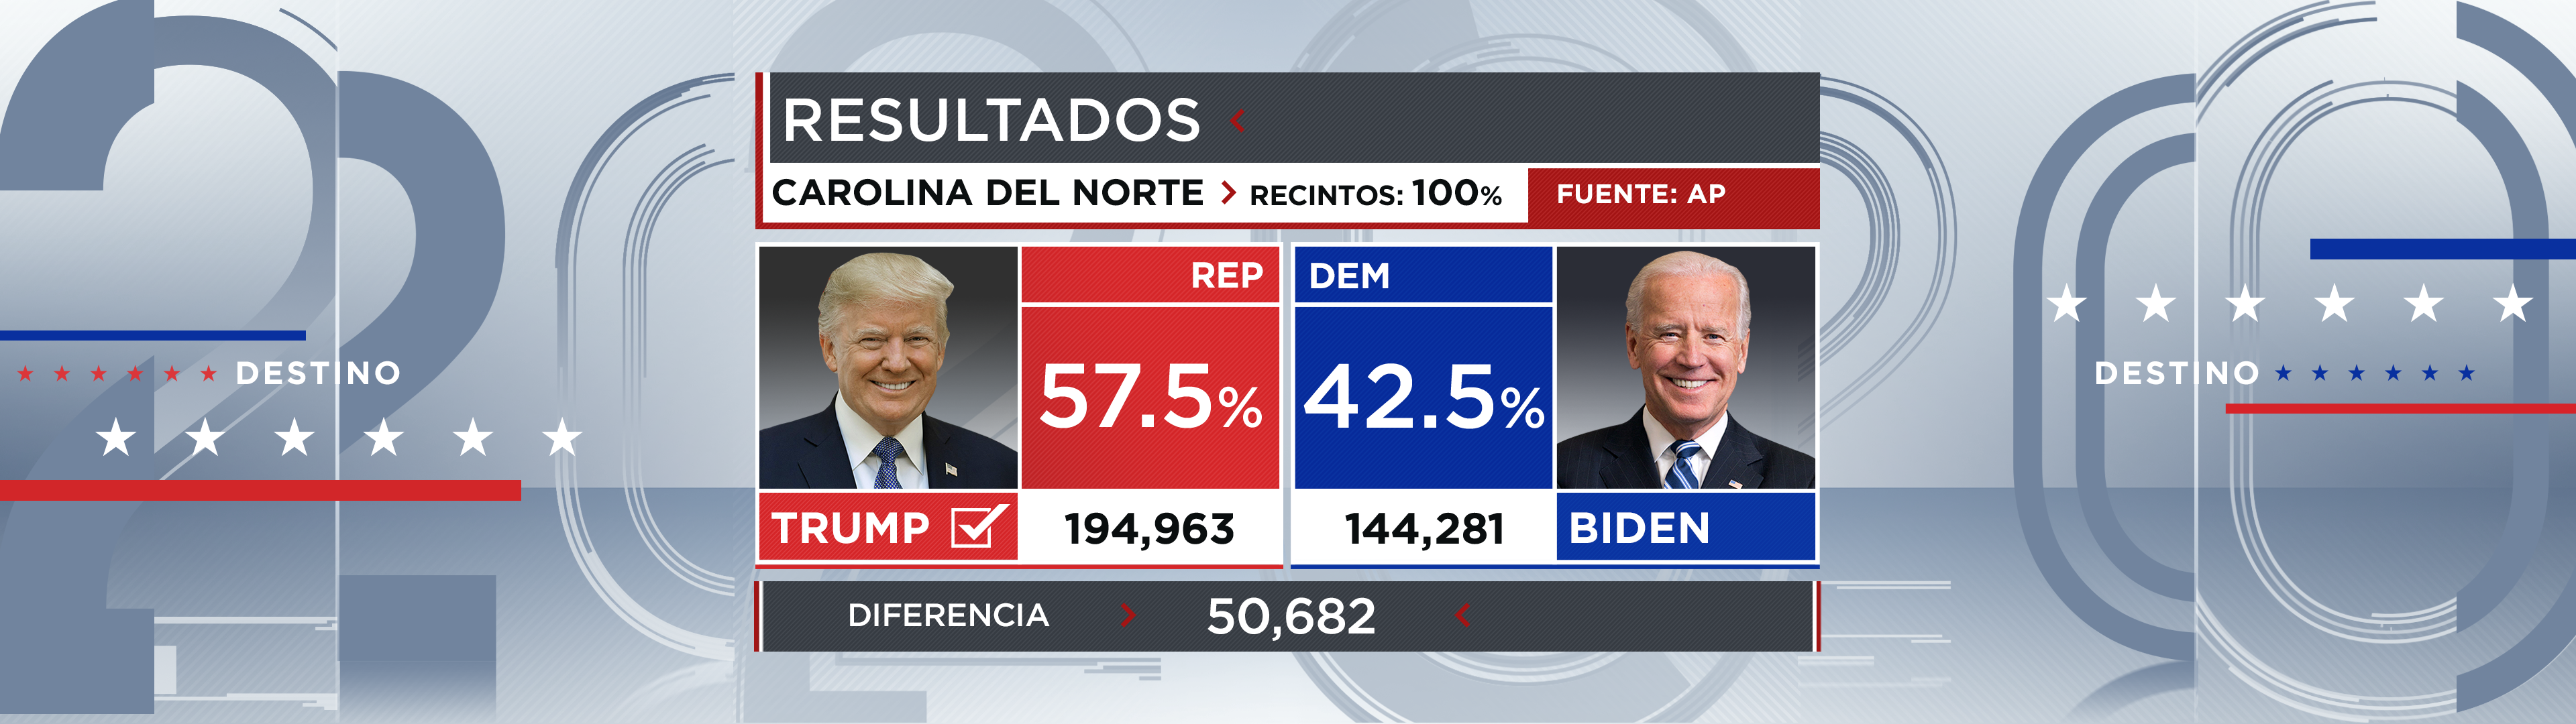 RESULTADOS
CAROLINA DEL NORTE > RECINTOS: 100%
FUENTE: AP
REP
DEM
57.5%
42.5%
DESTINO
DESTINO
TRUMP
194,963
144,281
BIDEN
DIFERENCIA
50,682
2020